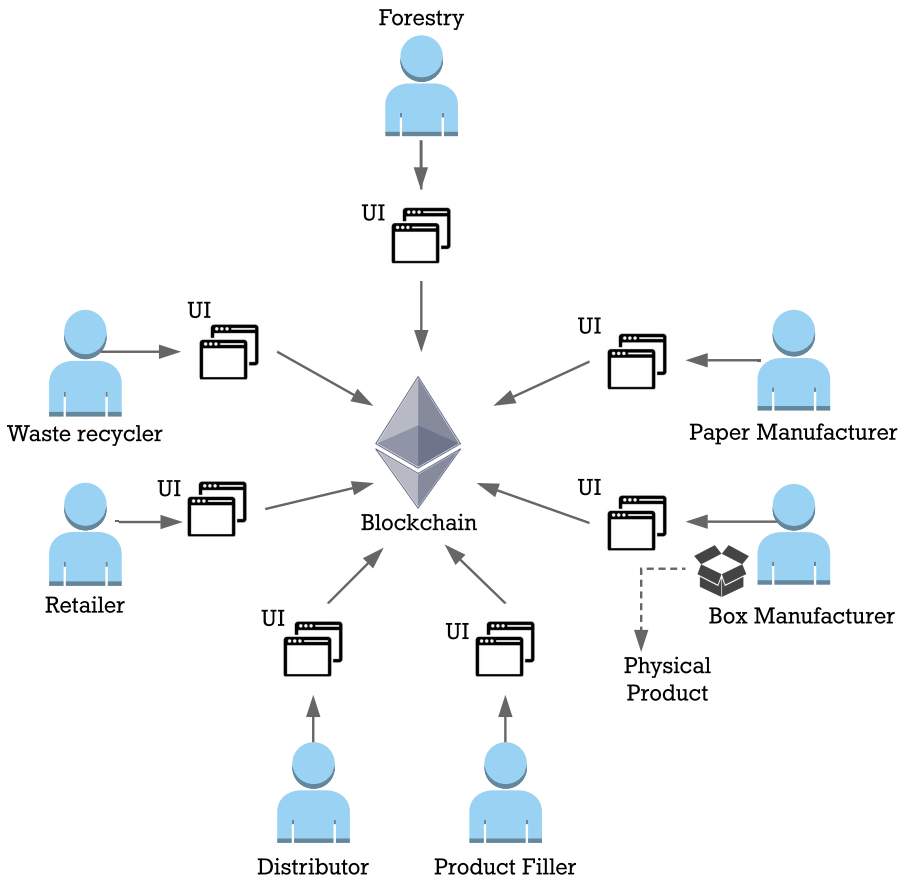 Forestry
UI
UI
UI
Waste recycler
Paper Manufacturer
UI
UI
Blockchain
Retailer
Box Manufacturer
UI
UI
Physical
Product
Distributor
Product Filler